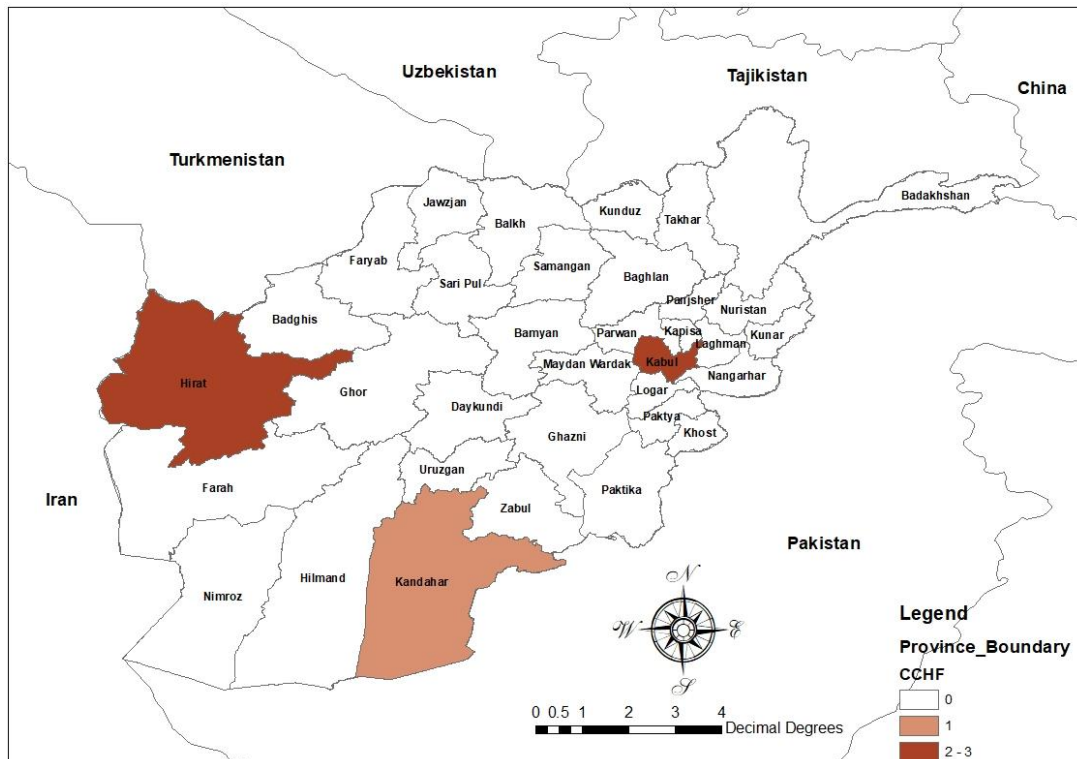 Uzbekistan
Tajikistan
China
Turkmenistan
Jawzjan
Balkh
Kunduz
Takhar
Badakhshan
Faryab
Sari Pul
Samangan
Baghlan
Panjsher
Nuristan
Badghis
Bamyan
Parwan
Kapisa
Laghman
Kunar
Hirat
Ghor
Maydan Wardak
Kabul
Nangarhar
Daykundi
Logar
Paktya
Khost
Ghazni
Iran
Farah
Uruzgan
Zabul
Paktika
Pakistan
Nimroz
Hilmand
Kandahar
N
W
E
S
Legend
Province_Boundary
CCHF
0
1
2 - 3
0 0.5 1 2 3 4
Decimal Degrees